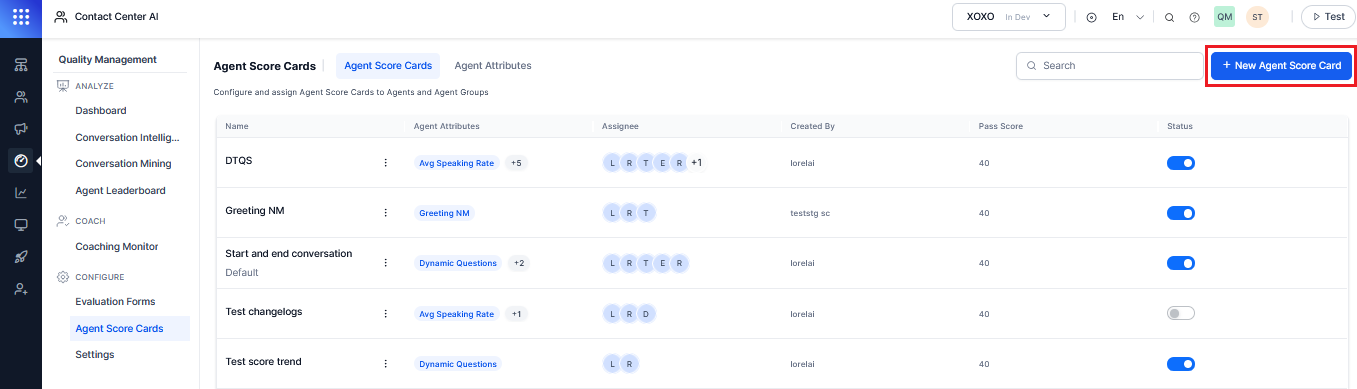 Contact Center AI
XOXO In Dev
En
QM
ST
Test
Quality Management
ANALYZE
Dashboard
Conversation Intellig...
Conversation Mining
Agent Leaderboard
COACH
Coaching Monitor
CONFIGURE
Evaluation Forms
Agent Score Cards
Settings
Agent Score Cards
Agent Score Cards
Agent Attributes
Search
+ New Agent Score Card
Configure and assign Agent Score Cards to Agents and Agent Groups
Name Agent Attributes Assignee Created By Pass Score Status
DTQS Avg Speaking Rate +5 L R T E R +1 lorelai 40
Greeting NM Greeting NM L R T teststg sc 40
Start and end conversation
Default
Dynamic Questions +2 L R T E R lorelai 40
Test changelogs Avg Speaking Rate +1 L R D lorelai 40
Test score trend Dynamic Questions L R lorelai 40